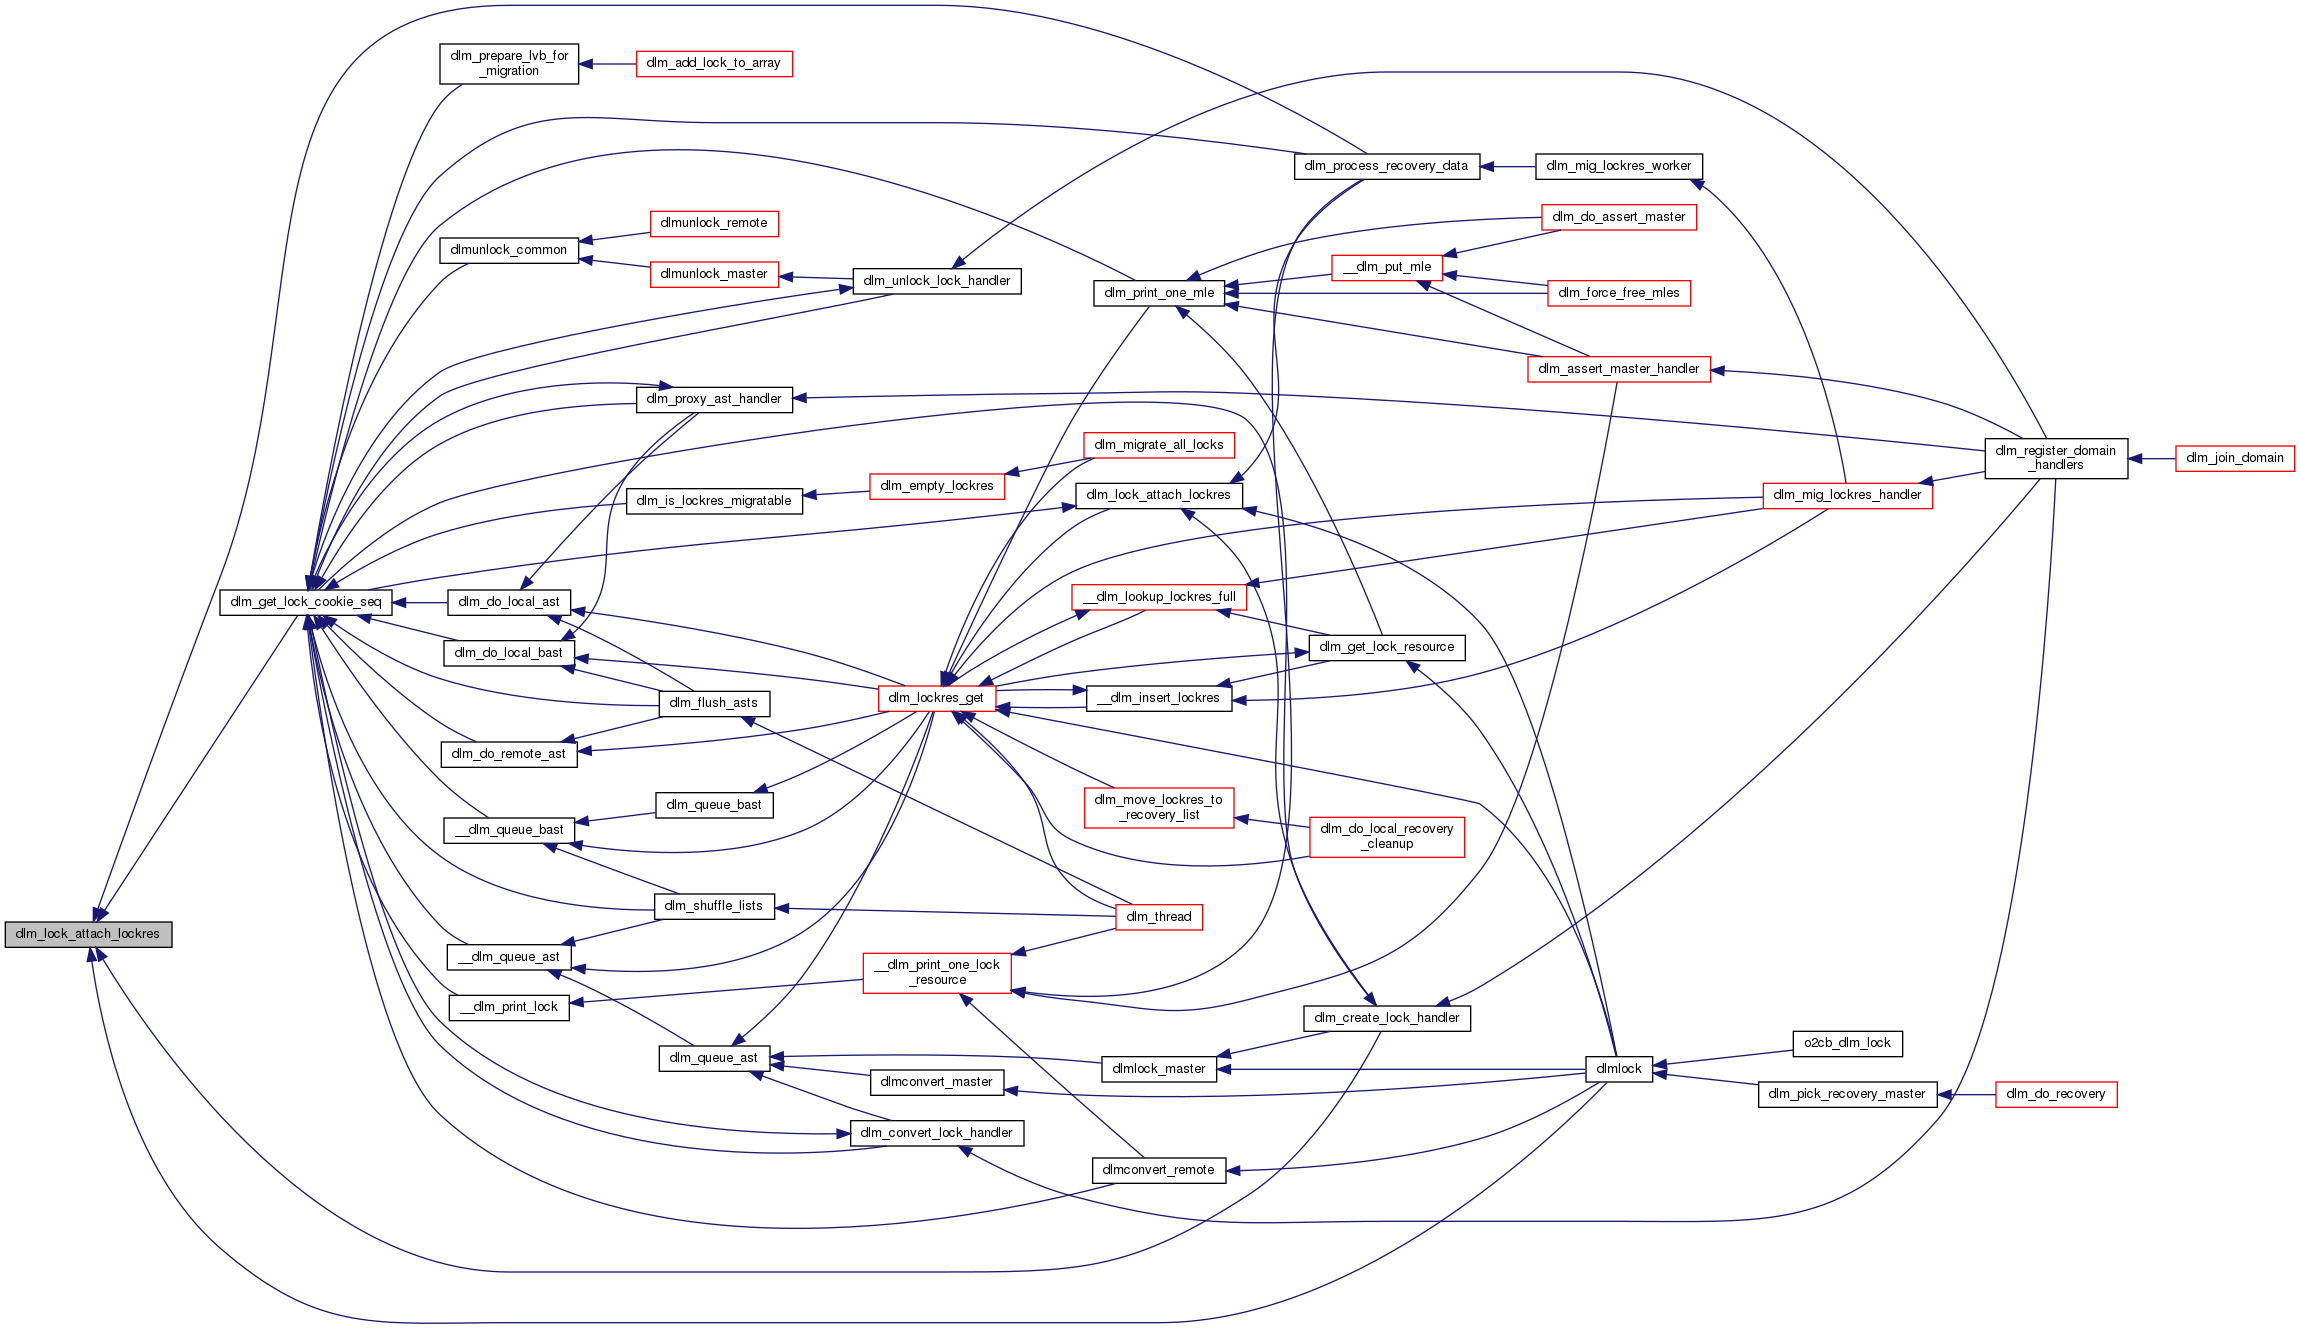 dlm_prepare_lvb_for
_migration
dlm_add_lock_to_array
dlm_process_recovery_data
dlm_mig_lockres_worker
dlmunlock_remote
dlm_do_assert_master
dlmunlock_common
dlmunlock_master
dlm_unlock_lock_handler
__dlm_put_mle
dlm_print_one_mle
dlm_force_free_mles
dlm_assert_master_handler
dlm_proxy_ast_handler
dlm_migrate_all_locks
dlm_register_domain
_handlers
dlm_join_domain
dlm_empty_lockres
dlm_is_lockres_migratable
dlm_lock_attach_lockres
dlm_mig_lockres_handler
dlm_get_lock_cookie_seq
dlm_do_local_ast
__dlm_lookup_lockres_full
dlm_do_local_bast
dlm_get_lock_resource
dlm_flush_asts
dlm_lockres_get
__dlm_insert_lockres
dlm_do_remote_ast
dlm_queue_bast
dlm_move_lockres_to
_recovery_list
__dlm_queue_bast
dlm_do_local_recovery
_cleanup
dlm_shuffle_lists
dlm_thread
dlm_lock_attach_lockres
__dlm_queue_ast
__dlm_print_one_lock
_resource
__dlm_print_lock
dlm_create_lock_handler
o2cb_dlm_lock
dlm_queue_ast
dlmlock_master
dlmlock
dlmconvert_master
dlm_pick_recovery_master
dlm_do_recovery
dlm_convert_lock_handler
dlmconvert_remote